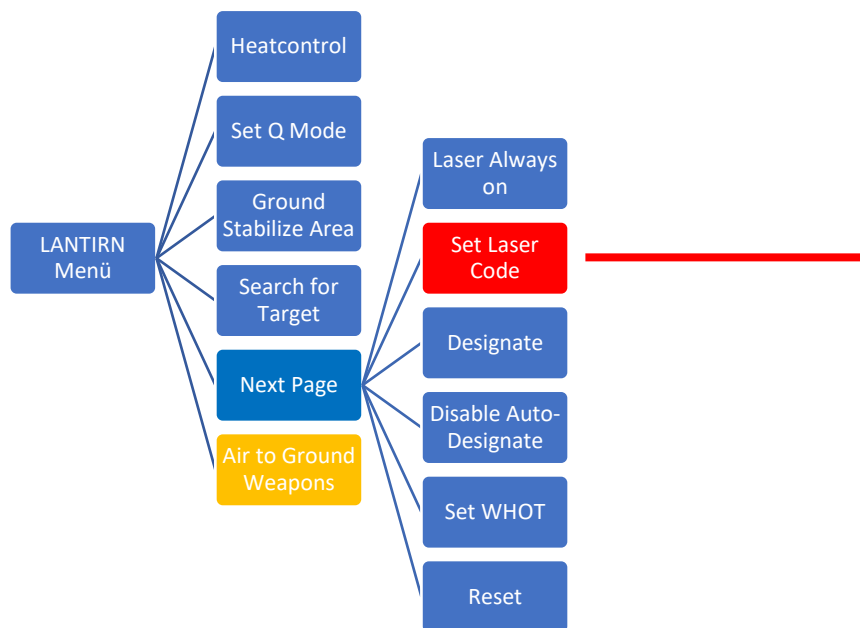 LANTIRN
Menü
Heatcontrol
Set Q Mode
Ground
Stabilize Area
Search for
Target
Next Page
Air to Ground
Weapons
Laser Always
on
Set Laser
Code
Designate
Disable Auto-
Designate
Set WHOT
Reset